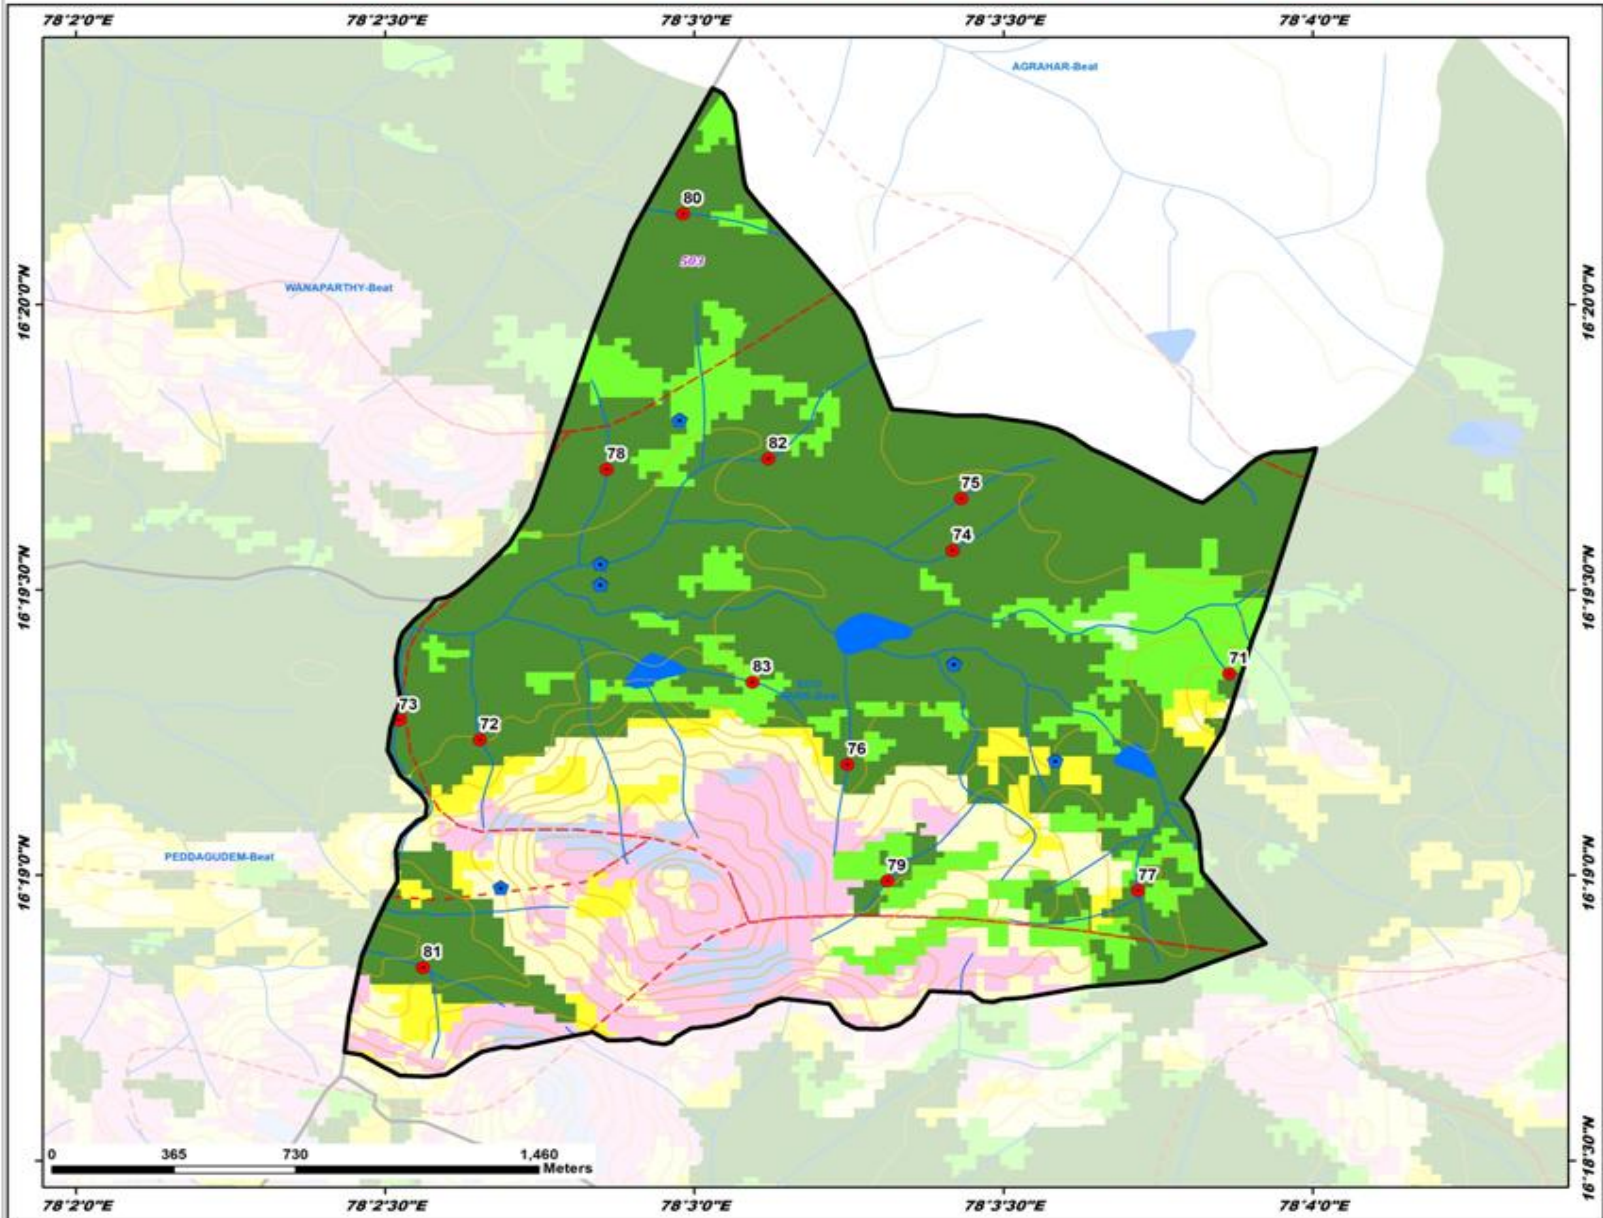 78°2'0"E 78°2'30"E 78°3'0"E 78°3'30"E 78°4'0"E
AGRAHAR-Beat
80
503
WANAPARTHY-Beat
16°20'0"N 16°20'0"N
82
78
75
74
16°19'30"N 16°19'30"N
71
83
73
72
76
PEDDAGUDEM-Beat
79
77
16°19'0"N 16°19'0"N
81
16°18'30"N
0 365 730 1,460
Meters
78°2'0"E 78°2'30"E 78°3'0"E 78°3'30"E 78°4'0"E